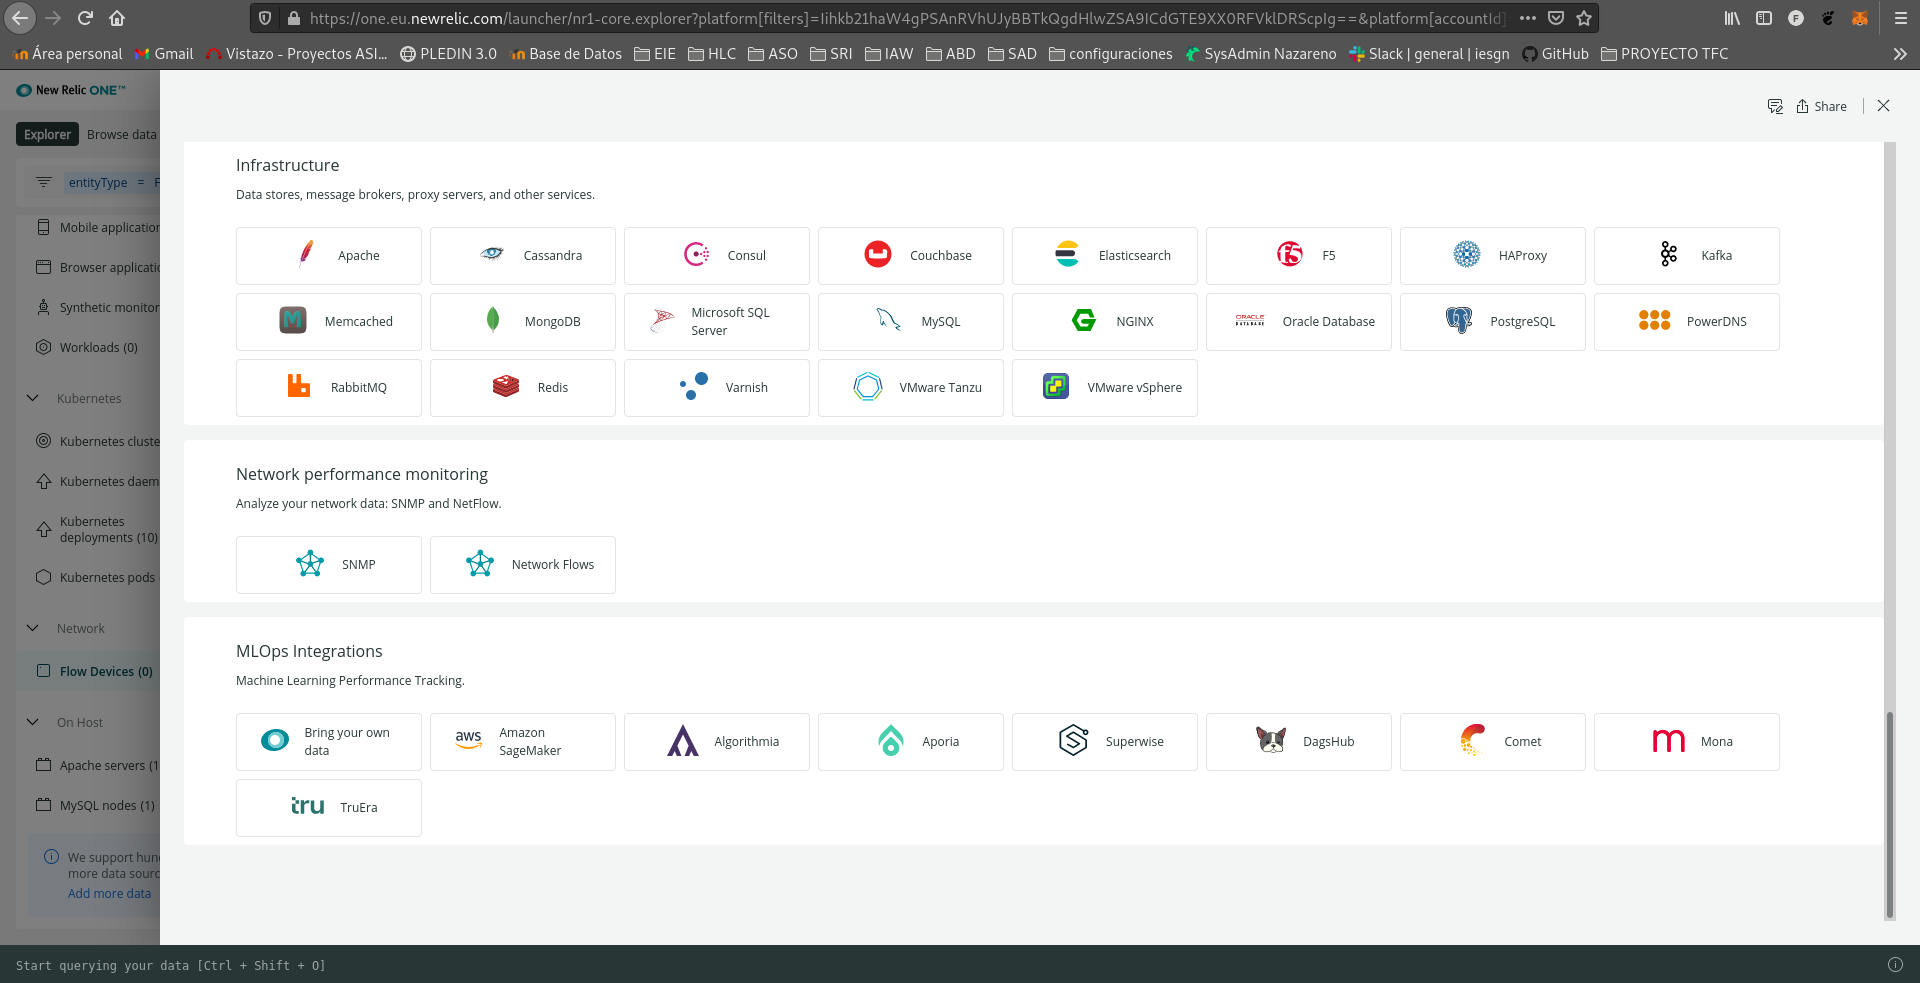 https://one.eu.newrelic.com/launcher/nr1-core.explorer?platform[filters]=Iihkb21haW4gPSAnRVhUJyBBTkQgdHlwZSA9ICdGTE9XX0RFVklDRScpIg==&platform[accountId]
Área personal
Gmail
Vistazo - Proyectos ASI...
PLEDIN 3.0
Base de Datos
EIE
HLC
ASO
SRI
IAW
ABD
SAD
configuraciones
SysAdmin Nazareno
Slack | general | iesgn
GitHub
PROYECTO TFC
New Relic ONE™
Explorer
Browse data
entityType = F
Mobile application
Browser applicatic
Synthetic monitor
Workloads (0)
Kubernetes
Kubernetes cluste
Kubernetes daem
Kubernetes
deployments (10)
Kubernetes pods
Network
Flow Devices (0)
On Host
Apache servers (1
MySQL nodes (1)
We support hun
more data sourc
Add more data
Share
Infrastructure
Data stores, message brokers, proxy servers, and other services.
Apache
Cassandra
Consul
Couchbase
Elasticsearch
F5
HAProxy
Kafka
Memcached
MongoDB
Microsoft SQL
Server
MySQL
NGINX
ORACLE
DATABASE
Oracle Database
PostgreSQL
PowerDNS
RabbitMQ
Redis
Varnish
VMware Tanzu
VMware vSphere
Network performance monitoring
Analyze your network data: SNMP and NetFlow.
SNMP
Network Flows
MLOps Integrations
Machine Learning Performance Tracking.
Bring your own
data
aws
Amazon
SageMaker
Algorithmia
Aporia
Superwise
DagsHub
Comet
m
Mona
tru
TruEra
Start querying your data [Ctrl + Shift + O]